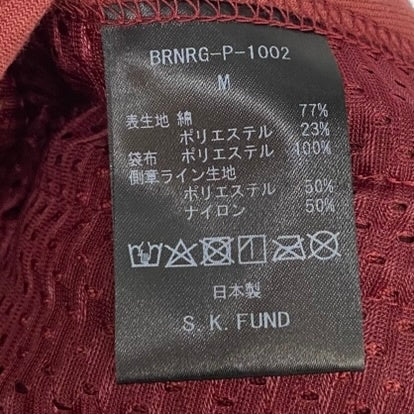 BRNRG-P-1002
M
表生地 綿 77%
ポリエステル 23%
袋布 ポリエステル 100%
側章ライン生地
ポリエステル 50%
ナイロン 50%
日本製
S.K.FUND